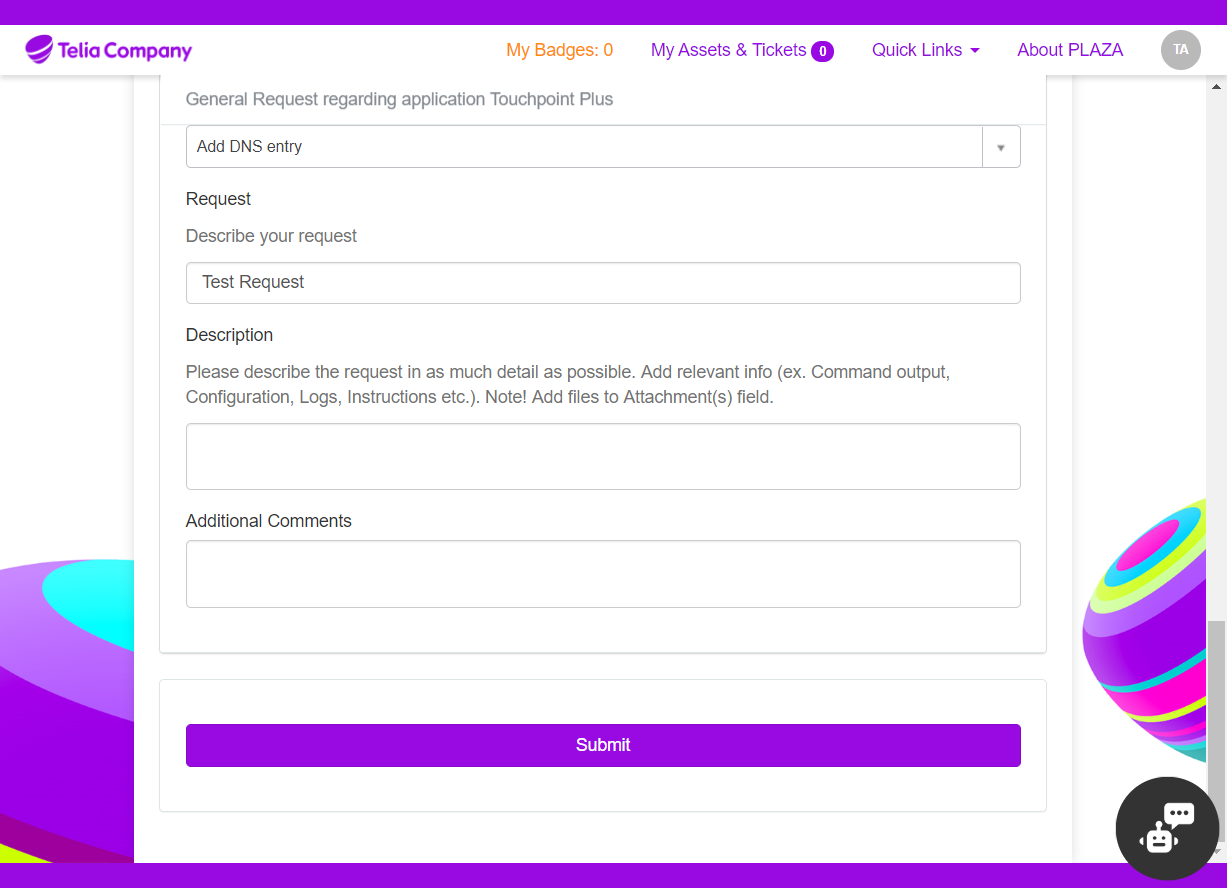 Telia Company
My Badges: 0
My Assets & Tickets 0
Quick Links
About PLAZA
TA
General Request regarding application Touchpoint Plus
Add DNS entry
Request
Describe your request
Test Request
Description
Please describe the request in as much detail as possible. Add relevant info (ex. Command output,
Configuration, Logs, Instructions etc.). Note! Add files to Attachment(s) field.
Additional Comments
Submit